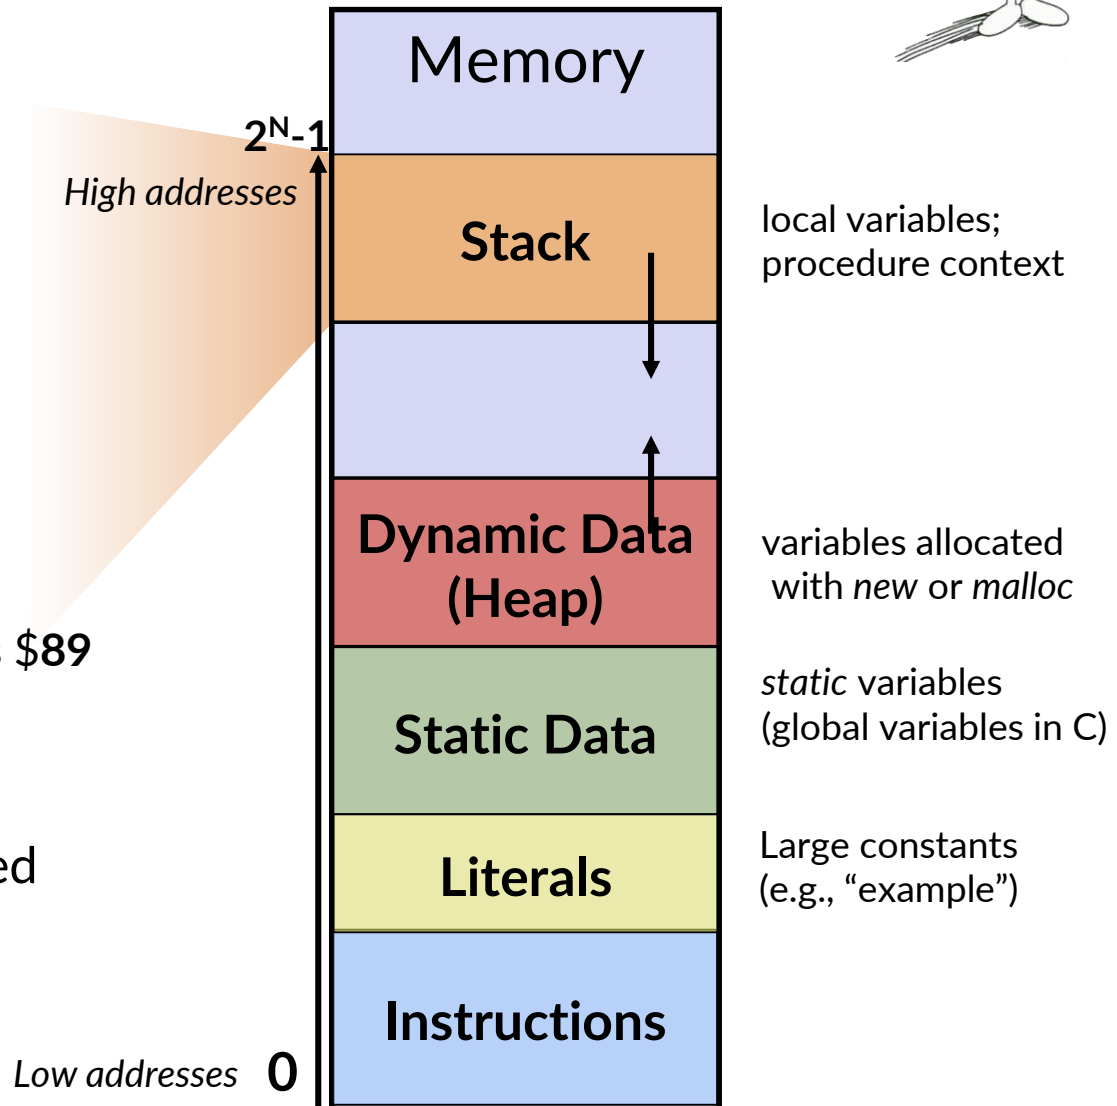 Memory
2ᴺ-1
High addresses
Stack
local variables;
procedure context
Dynamic Data
(Heap)
variables allocated
with new or malloc
$89
Static Data
static variables
(global variables in C)
Literals
Large constants
(e.g., “example”)
Instructions
Low addresses 0